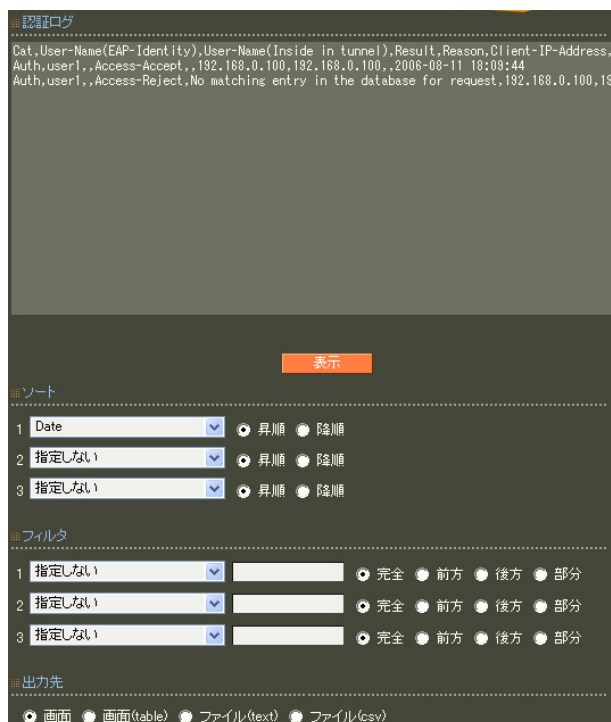 認証ログ
Cat,User-Name(EAP-Identity),User-Name(Inside in tunnel),Result,Reason,Client-IP-Address,
Auth,user1,,Access-Accept,,192.168.0.100,192.168.0.100,,2006-08-11 18:09:44
Auth,user1,,Access-Reject,No matching entry in the database for request,192.168.0.100,19
表示
ソート
1 Date 昇順 降順
2 指定しない 昇順 降順
3 指定しない 昇順 降順
フィルタ
1 指定しない 完全 前方 後方 部分
2 指定しない 完全 前方 後方 部分
3 指定しない 完全 前方 後方 部分
出力先
画面 画面(table) ファイル(text) ファイル(csv)